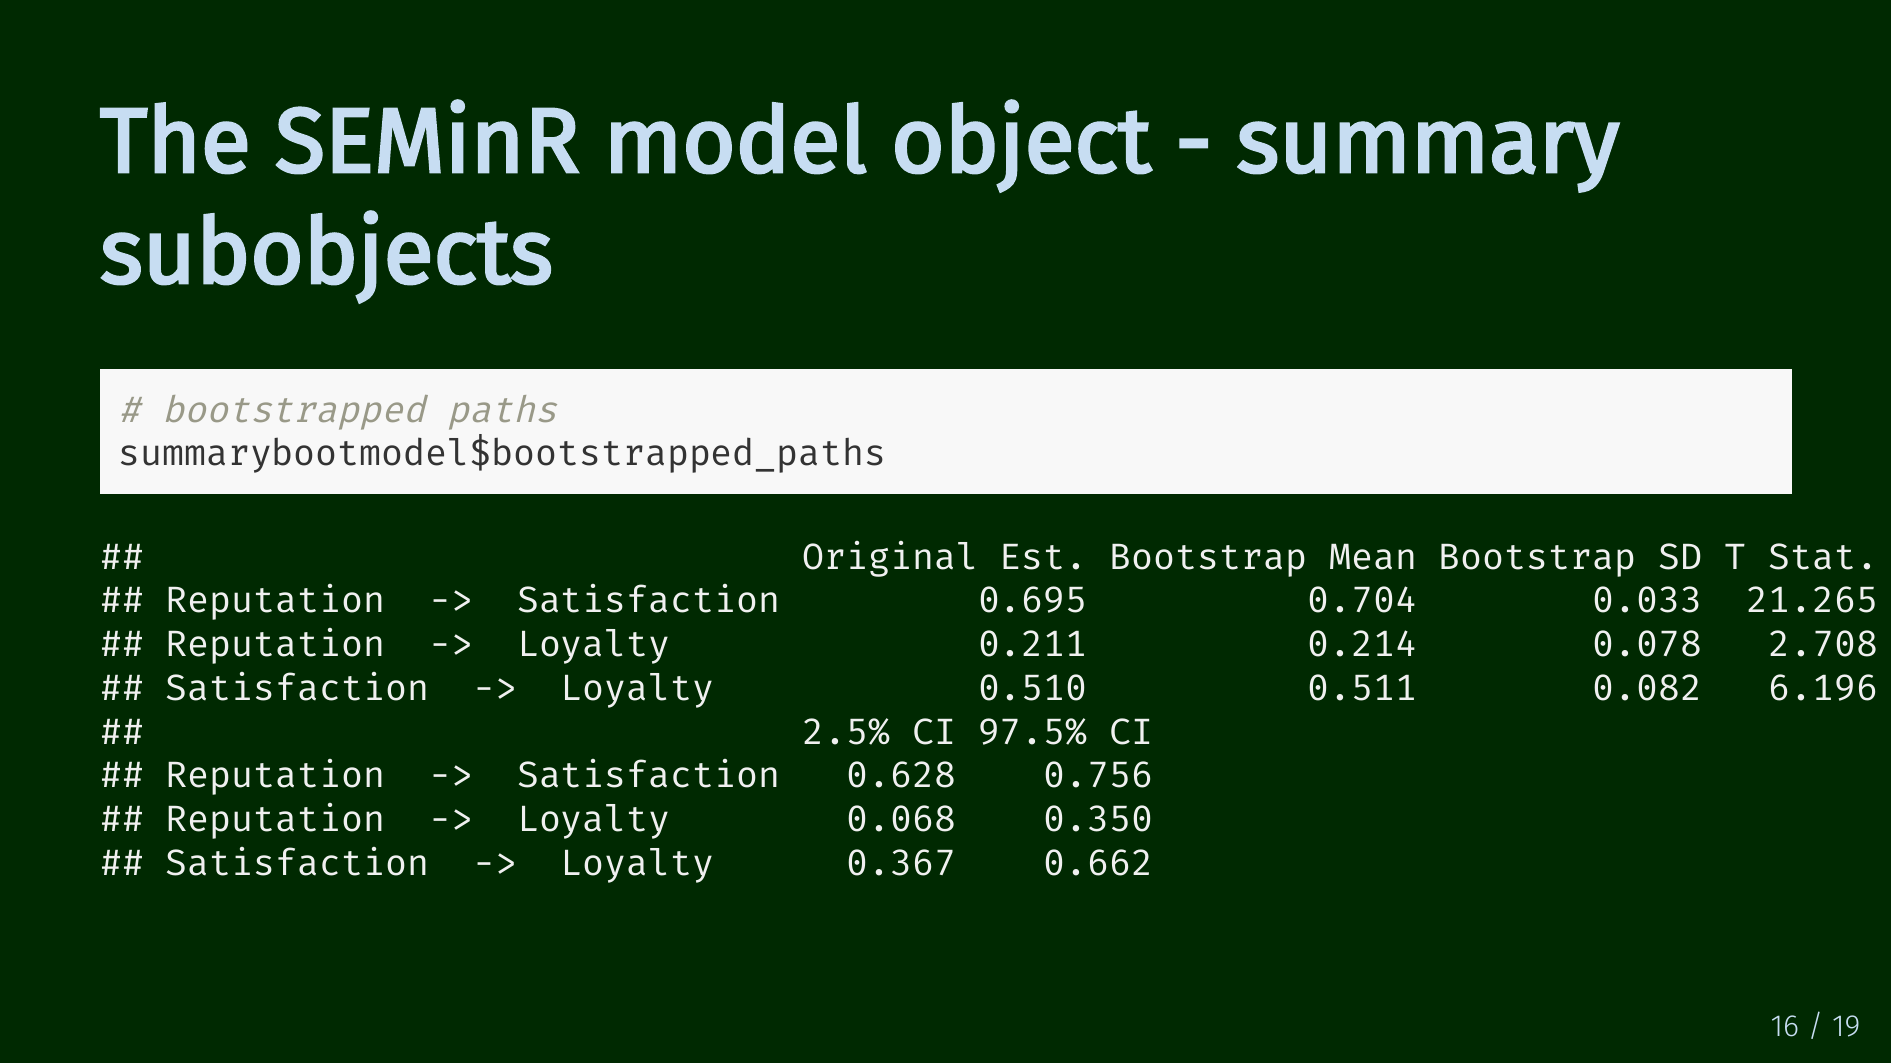 The SEMinR model object - summary
subobjects
# bootstrapped paths
summarybootmodel$bootstrapped_paths
##                              Original Est. Bootstrap Mean Bootstrap SD T Stat.
## Reputation  ->  Satisfaction         0.695          0.704        0.033  21.265
## Reputation  ->  Loyalty              0.211          0.214        0.078   2.708
## Satisfaction  ->  Loyalty            0.510          0.511        0.082   6.196
##                              2.5% CI 97.5% CI
## Reputation  ->  Satisfaction   0.628    0.756
## Reputation  ->  Loyalty        0.068    0.350
## Satisfaction  ->  Loyalty      0.367    0.662
16 / 19